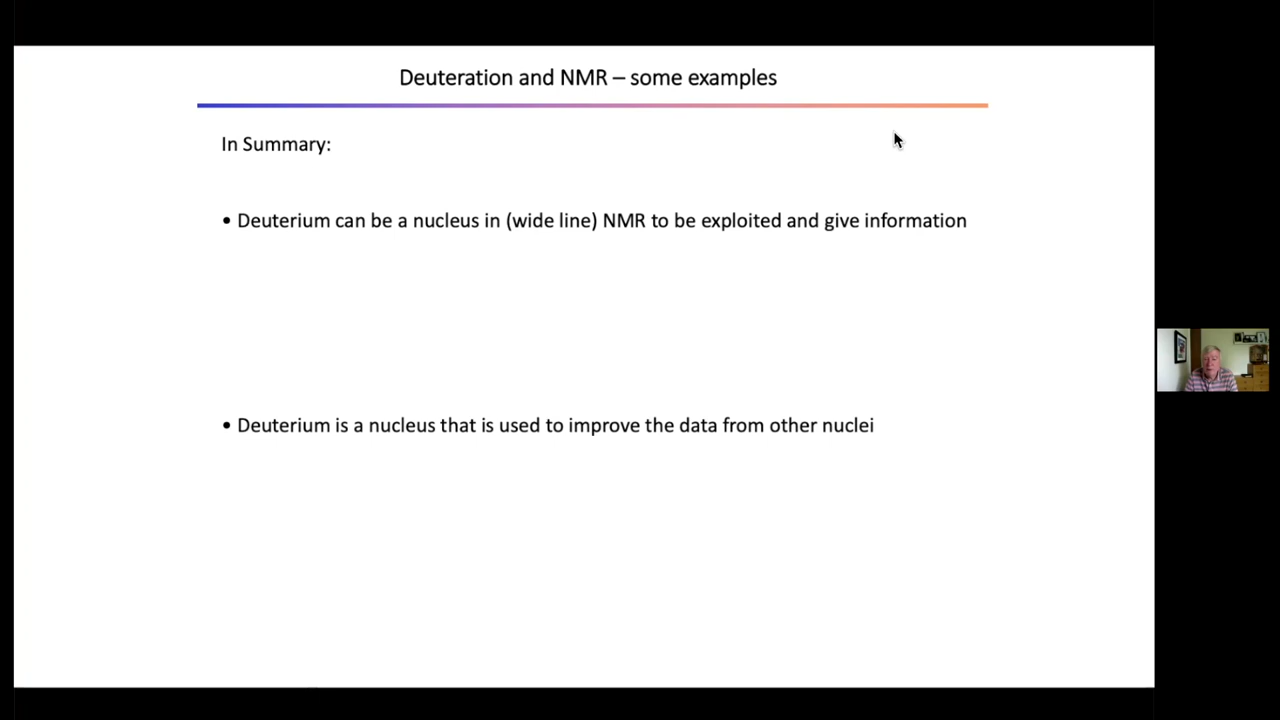 Deuteration and NMR – some examples
In Summary:
• Deuterium can be a nucleus in (wide line) NMR to be exploited and give information
• Deuterium is a nucleus that is used to improve the data from other nuclei